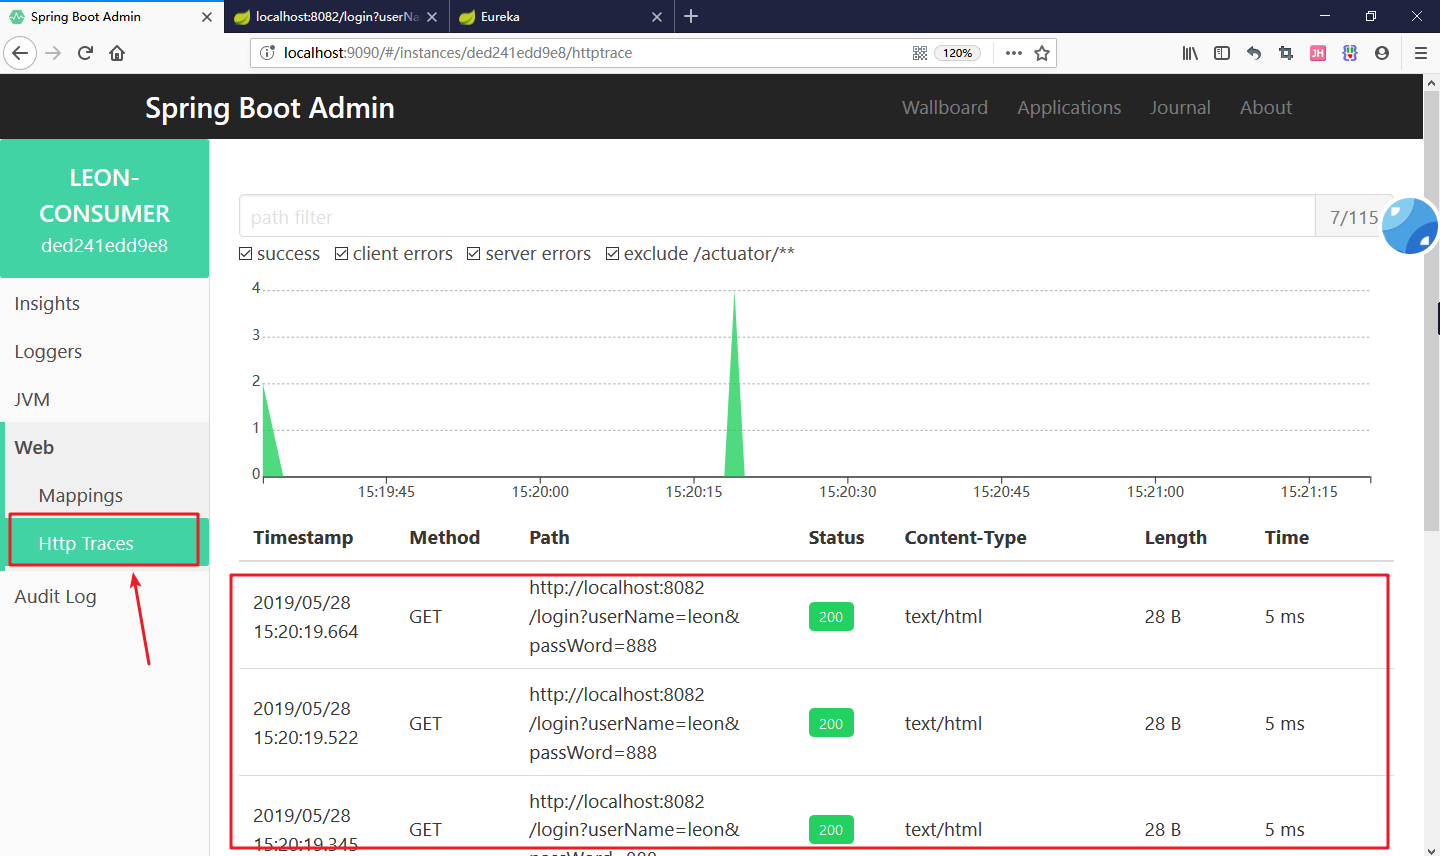 Spring Boot Admin
localhost:8082/login?userNa
Eureka
localhost:9090/#/instances/ded241edd9e8/httptrace
120%
JH
Spring Boot Admin
Wallboard
Applications
Journal
About
LEON-
CONSUMER
ded241edd9e8
Insights
Loggers
JVM
Web
Mappings
Http Traces
Audit Log
path filter
7/115
success
client errors
server errors
exclude /actuator/**
4
3
2
1
0
15:19:45
15:20:00
15:20:15
15:20:30
15:20:45
15:21:00
15:21:15
Timestamp Method Path Status Content-Type Length Time
http://localhost:8082
2019/05/28
/login?userName=leon&
GET 200 text/html 28 B 5 ms
15:20:19.664
passWord=888
http://localhost:8082
2019/05/28
/login?userName=leon&
GET 200 text/html 28 B 5 ms
15:20:19.522
passWord=888
http://localhost:8082
2019/05/28
/login?userName=leon&
GET 200 text/html 28 B 5 ms
15:20:19.345
passWord=888